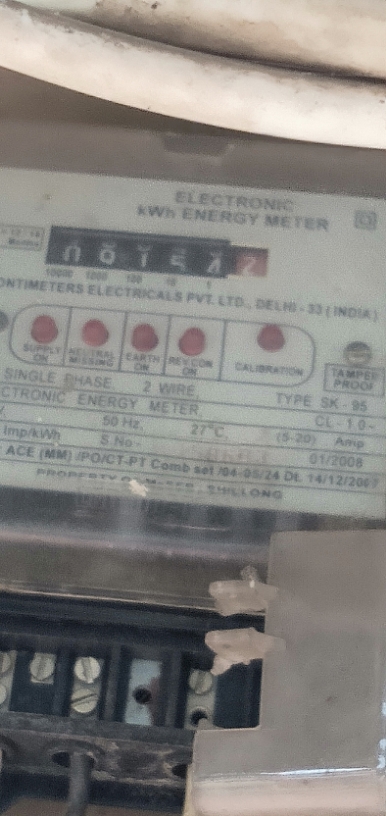 ELECTRONIC
kWh ENERGY METER
10000 1000 100 10 1
ONTIMETERS ELECTRICALS PVT. LTD., DELHI - 33 ( INDIA )
SUPPLY ON
NEUTRAL MISSING
EARTH ON
REV.CON ON
CALIBRATION
TAMPER PROOF
SINGLE PHASE, 2 WIRE, TYPE SK - 95
CTRONIC ENERGY METER, CL - 1.0 -
V. 50 Hz, 27°C, (5-20) Amp
Imp/kWh S.No - 01/2008
ACE (MM) /PO/CT-PT Comb set /04-05/24 Dt. 14/12/2007
PROPERTY SHILLONG